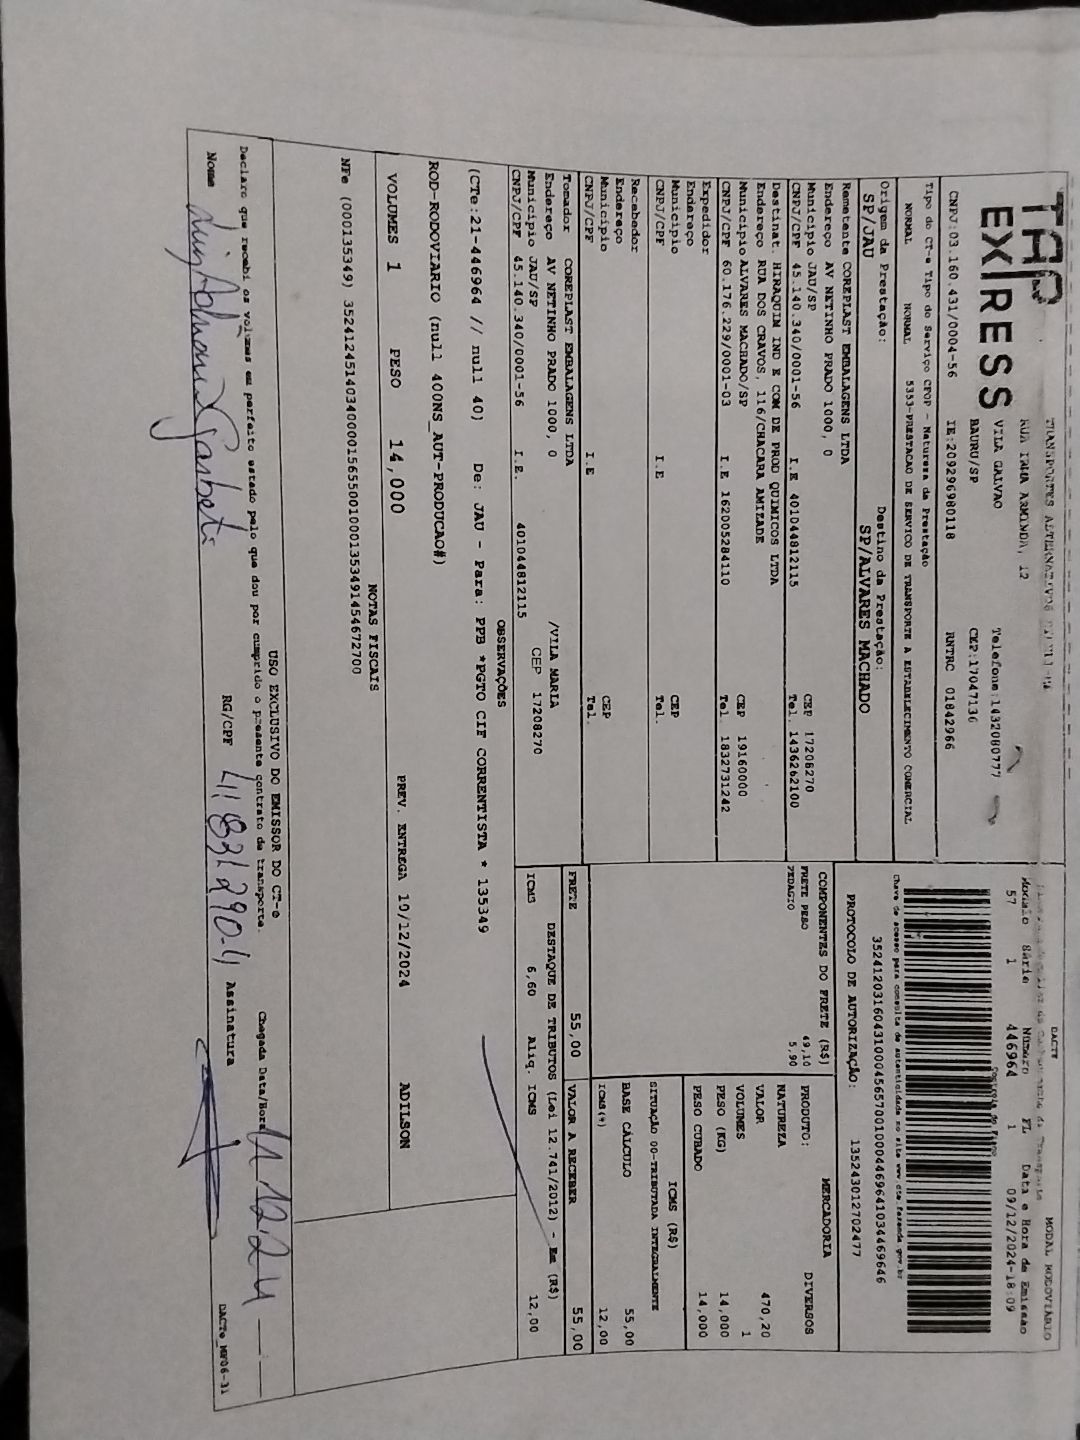 TAP
EXPRESS
RUA IRMA ARMINDA, 12
VILA GALVAO Telefone:1432080777
BAURU/SP CEP:17047130
CNPJ:03.160.431/0004-56 IE:209296980118 RNTRC 01842966
Tipo do CT-e Tipo do Serviço CFOP - Natureza da Prestação
NORMAL NORMAL 5353-PRESTACAO DE SERVICO DE TRANSPORTE A ESTABELECIMENTO COMERCIAL
Origem da Prestação: Destino da Prestação:
SP/JAU SP/ALVARES MACHADO
Remetente COREPLAST EMBALAGENS LTDA
Endereço AV NETINHO PRADO 1000, 0
Município JAU/SP CEP 17208270
CNPJ/CPF 45.140.340/0001-56 I.E 401044812115 Tel. 1436262100
Destinat. HIRAQUIM IND E COM DE PROD QUIMICOS LTDA
Endereço RUA DOS CRAVOS, 116/CHACARA AMIZADE
Município ALVARES MACHADO/SP CEP 19160000
CNPJ/CPF 60.176.229/0001-03 I.E 162005284110 Tel. 1832731242
Expedidor
Endereço
Município CEP
CNPJ/CPF I.E Tel.
Recebedor
Endereço
Município CEP
CNPJ/CPF I.E Tel.
Tomador COREPLAST EMBALAGENS LTDA
Endereço AV NETINHO PRADO 1000, 0 /VILA MARIA
Município JAU/SP CEP 17208270
CNPJ/CPF 45.140.340/0001-56 I.E. 401044812115
DACTE MODAL RODOVIÁRIO
Modelo Série Número FL Data e Hora de Emissão
57 1 446964 1 09/12/2024-18:09
Controle do Fisco
35241203160431000456570010004469641034469646
Chave de acesso para consulta de autenticidade no site www.cte.fazenda.gov.br
PROTOCOLO DE AUTORIZAÇÃO: 135243012702477
COMPONENTES DO FRETE (R$)
FRETE PESO 49,10
PEDAGIO 5,90
MERCADORIA
PRODUTO: DIVERSOS
NATUREZA
VALOR 470,20
VOLUMES 1
PESO (KG) 14,000
PESO CUBADO 14,000
ICMS (R$)
SITUAÇÃO 00-TRIBUTADA INTEGRALMENTE
BASE CÁLCULO 55,00
ICMS(%) 12,00
FRETE 55,00 VALOR A RECEBER 55,00
DESTAQUE DE TRIBUTOS (Lei 12.741/2012) - Em (R$)
ICMS 6,60 Aliq. ICMS 12,00
OBSERVAÇÕES
(CTe:21-446964 // null 40) De: JAU - Para: PPB *PGTO CIF CORRENTISTA * 135349
ROD-RODOVIARIO (null 400NS_AUT-PRODUCAO#)
VOLUMES 1 PESO 14,000 PREV. ENTREGA 10/12/2024 ADILSON
NOTAS FISCAIS
NFe (000135349) 35241245140340000156550010001353491454672700
USO EXCLUSIVO DO EMISSOR DO CT-e
Declaro que recebi os volumes em perfeito estado pelo que dou por cumprido o presente contrato de transporte. Chegada Data/Hora 11.12.24
Nome RG/CPF Assinatura
DACTe_MP06-31